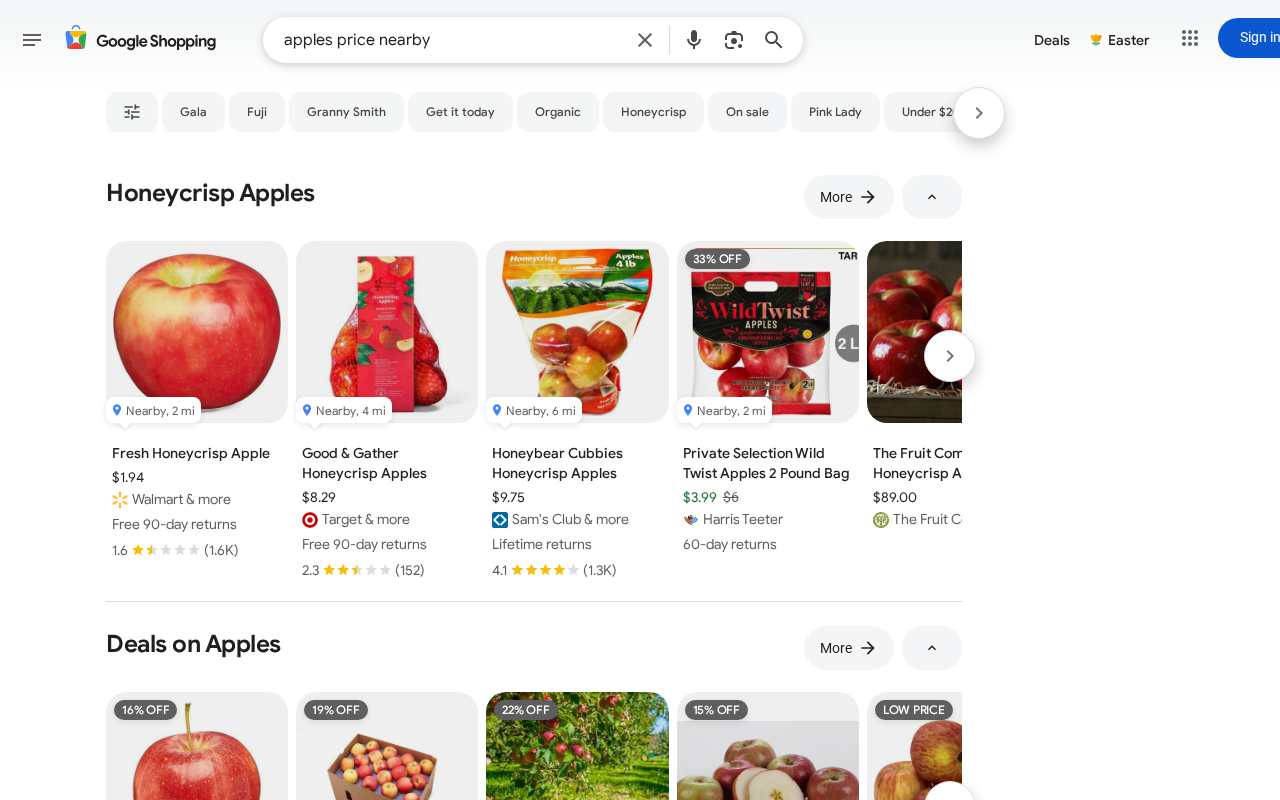 Google Shopping
apples price nearby
Deals
Easter
Sign in
Gala
Fuji
Granny Smith
Get it today
Organic
Honeycrisp
On sale
Pink Lady
Under $2
Honeycrisp Apples
More
Honeycrisp
Apples
4 lb
33% OFF
TAR
Wild Twist
APPLES
2 L
Nearby, 2 mi
Nearby, 4 mi
Nearby, 6 mi
Nearby, 2 mi
Fresh Honeycrisp Apple
$1.94
Walmart & more
Free 90-day returns
1.6
(1.6K)
Good & Gather
Honeycrisp Apples
$8.29
Target & more
Free 90-day returns
2.3
(152)
Honeybear Cubbies
Honeycrisp Apples
$9.75
Sam's Club & more
Lifetime returns
4.1
(1.3K)
Private Selection Wild
Twist Apples 2 Pound Bag
$3.99 $6
Harris Teeter
60-day returns
The Fruit Com
Honeycrisp A
$89.00
The Fruit Co
Deals on Apples
More
16% OFF
19% OFF
22% OFF
15% OFF
LOW PRICE